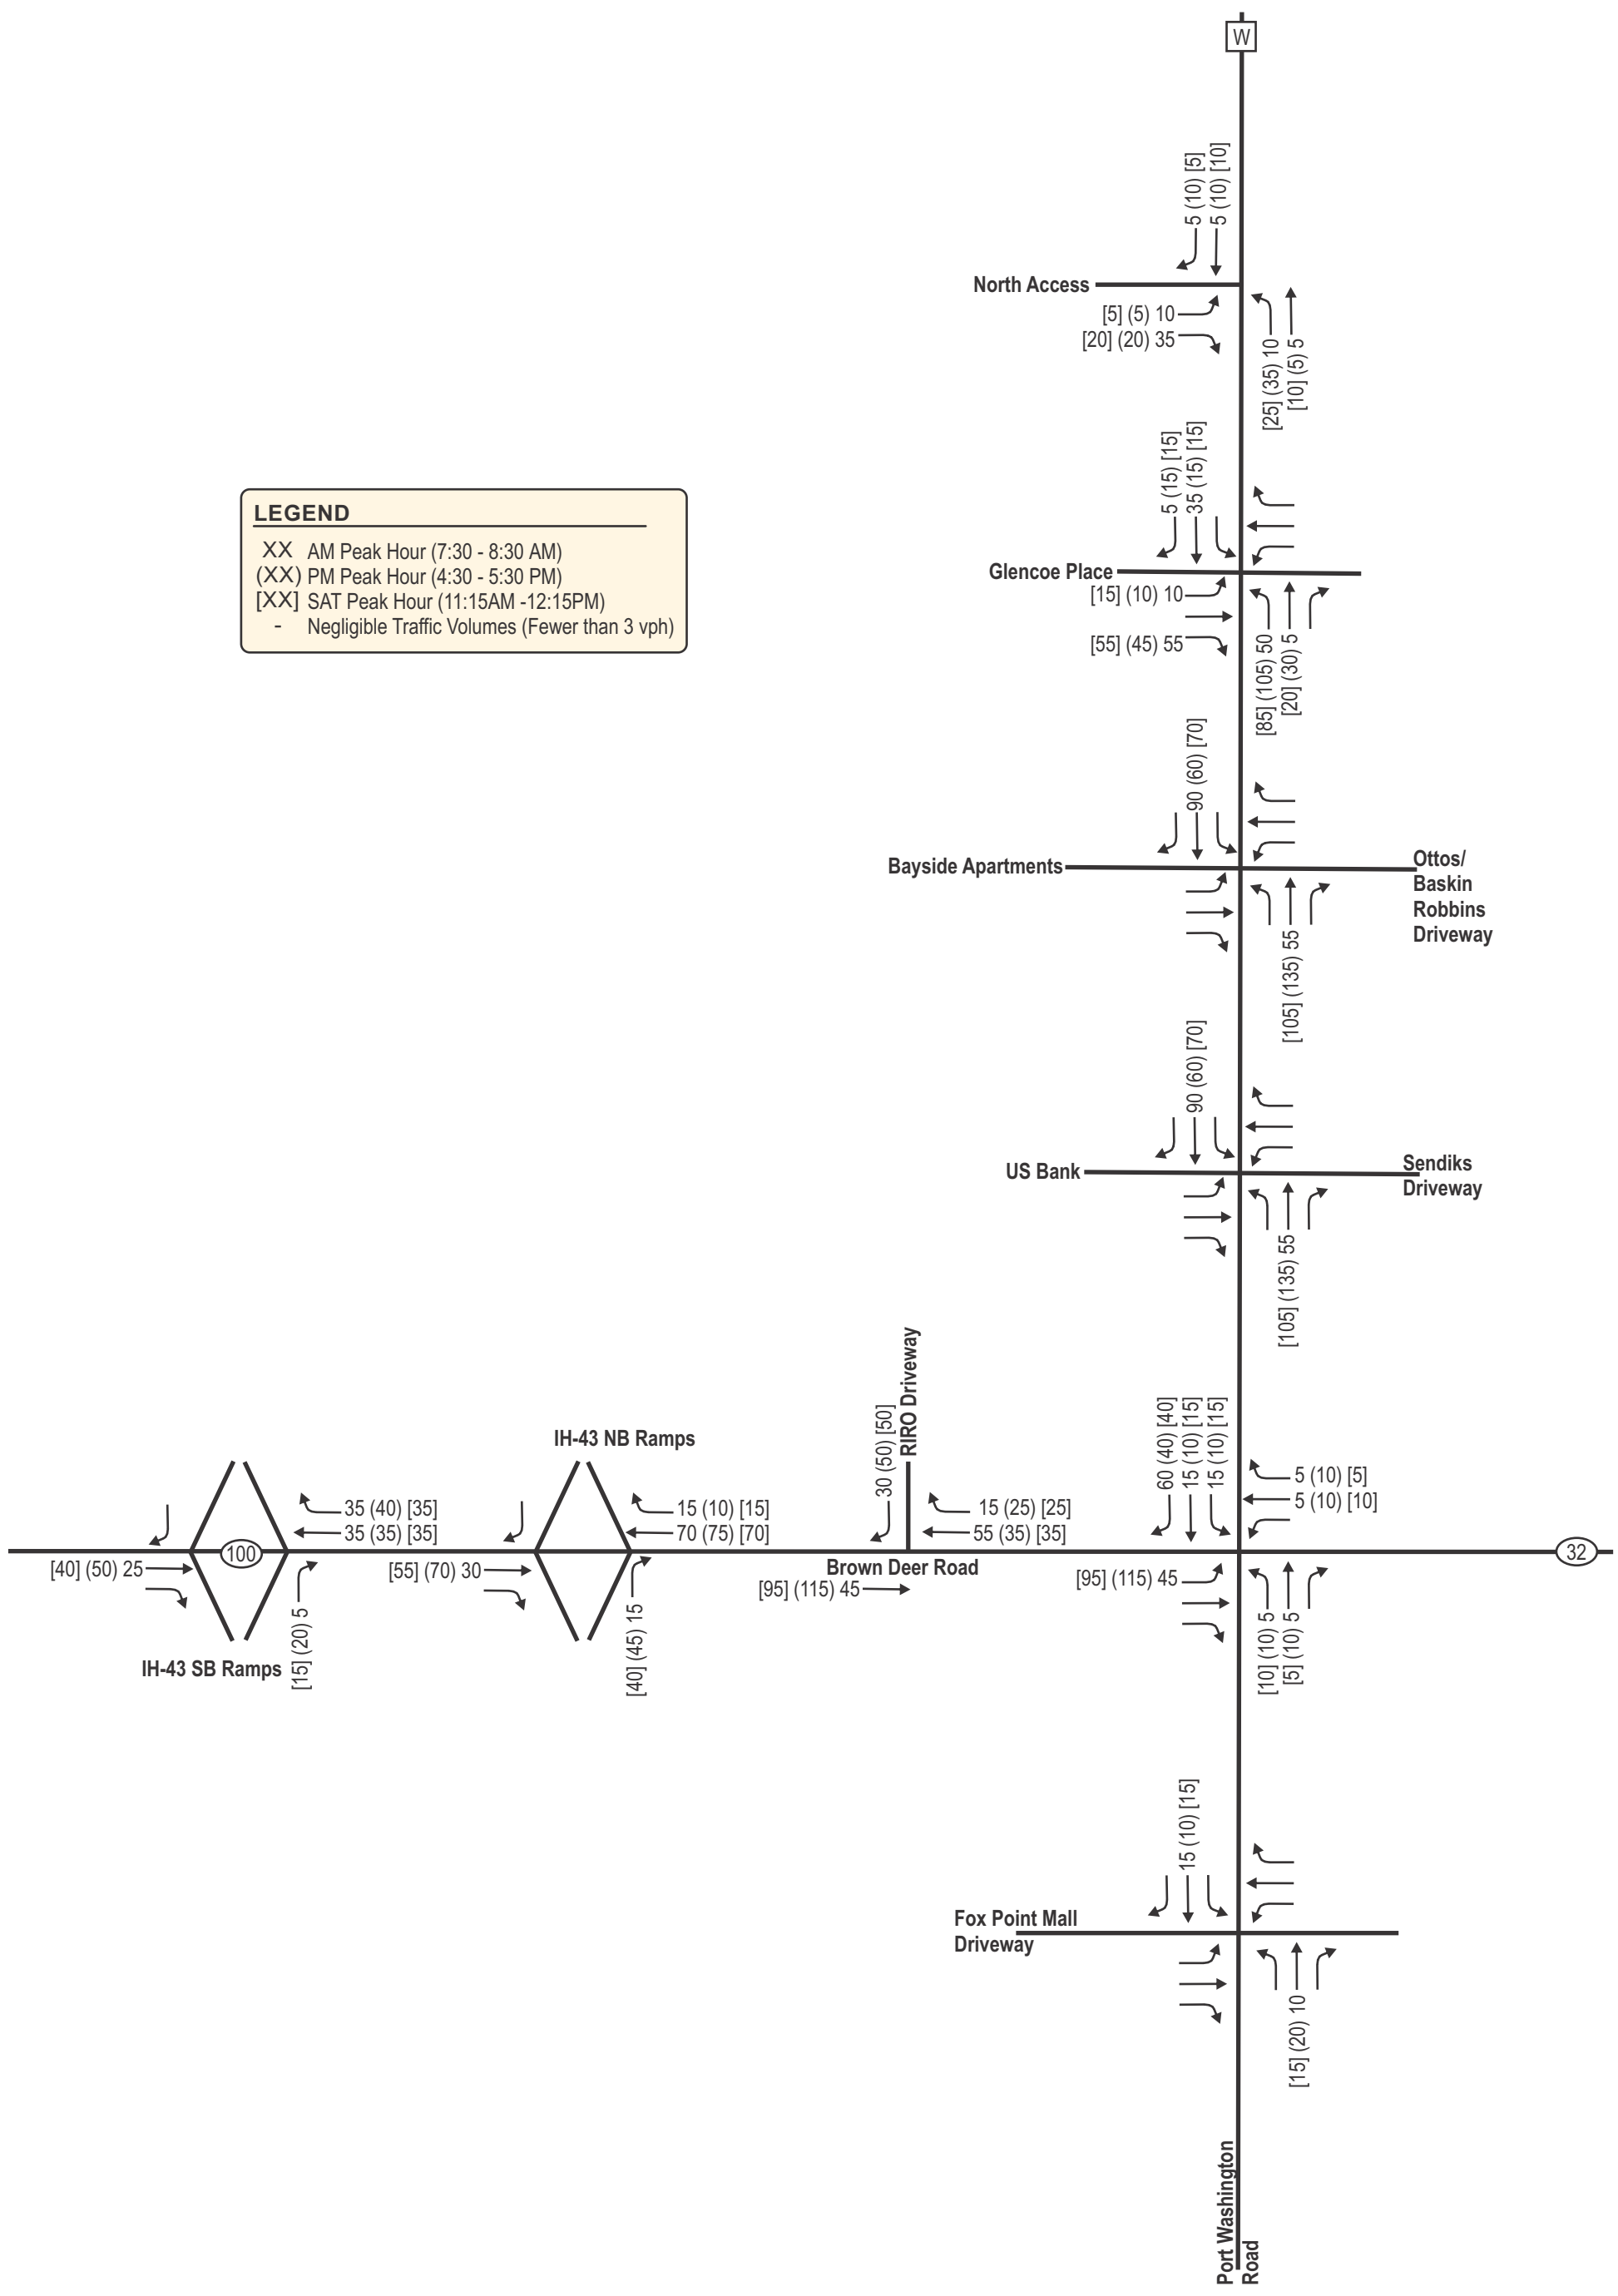 W
5 (10) [5]
5 (10) [10]
North Access
[5] (5) 10
[20] (20) 35
[25] (35) 10
[10] (5) 5
5 (15) [15]
35 (15) [15]
LEGEND
XX AM Peak Hour (7:30 - 8:30 AM)
(XX) PM Peak Hour (4:30 - 5:30 PM)
[XX] SAT Peak Hour (11:15AM -12:15PM)
- Negligible Traffic Volumes (Fewer than 3 vph)
Glencoe Place
[15] (10) 10
[55] (45) 55
[85] (105) 50
[20] (30) 5
90 (60) [70]
Bayside Apartments
Ottos/
Baskin
Robbins
Driveway
[105] (135) 55
90 (60) [70]
US Bank
Sendiks
Driveway
[105] (135) 55
RIRO Driveway
30 (50) [50]
60 (40) [40]
15 (10) [15]
15 (10) [15]
IH-43 NB Ramps
5 (10) [5]
5 (10) [10]
35 (40) [35]
35 (35) [35]
15 (10) [15]
70 (75) [70]
15 (25) [25]
55 (35) [35]
100
32
Brown Deer Road
[40] (50) 25
[55] (70) 30
[95] (115) 45
[95] (115) 45
IH-43 SB Ramps
[15] (20) 5
[40] (45) 15
[10] (10) 5
[5] (10) 5
15 (10) [15]
Fox Point Mall
Driveway
[15] (20) 10
Port Washington
Road